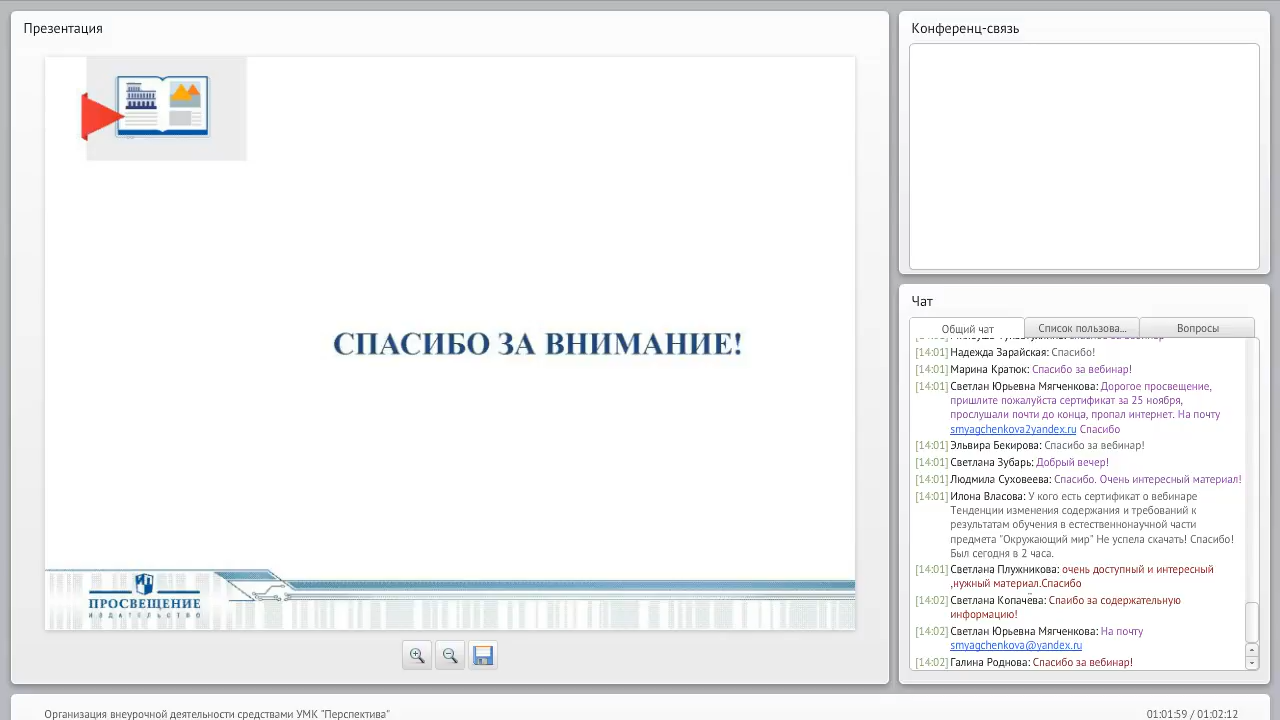 Презентация
СПАСИБО ЗА ВНИМАНИЕ!
ПРОСВЕЩЕНИЕ
ИЗДАТЕЛЬСТВО
Конференц-связь
Чат
Общий чат
Список пользова...
Вопросы
[14:01] Надежда Зарайская: Спасибо!
[14:01] Марина Кратюк: Спасибо за вебинар!
[14:01] Светлан Юрьевна Мягченкова: Дорогое просвещение,
пришлите пожалуйста сертификат за 25 ноября,
прослушали почти до конца, пропал интернет. На почту
smyagchenkova2yandex.ru Спасибо
[14:01] Эльвира Бекирова: Спасибо за вебинар!
[14:01] Светлана Зубарь: Добрый вечер!
[14:01] Людмила Суховеева: Спасибо. Очень интересный материал!
[14:01] Илона Власова: У кого есть сертификат о вебинаре
Тенденции изменения содержания и требований к
результатам обучения в естественнонаучной части
предмета "Окружающий мир" Не успела скачать! Спасибо!
Был сегодня в 2 часа.
[14:01] Светлана Плужникова: очень доступный и интересный
,нужный материал.Спасибо
[14:02] Светлана Копачёва: Спаибо за содержательную
информацию!
[14:02] Светлан Юрьевна Мягченкова: На почту
smyagchenkova@yandex.ru
[14:02] Галина Роднова: Спасибо за вебинар!
Организация внеурочной деятельности средствами УМК "Перспектива"
01:01:59 / 01:02:12